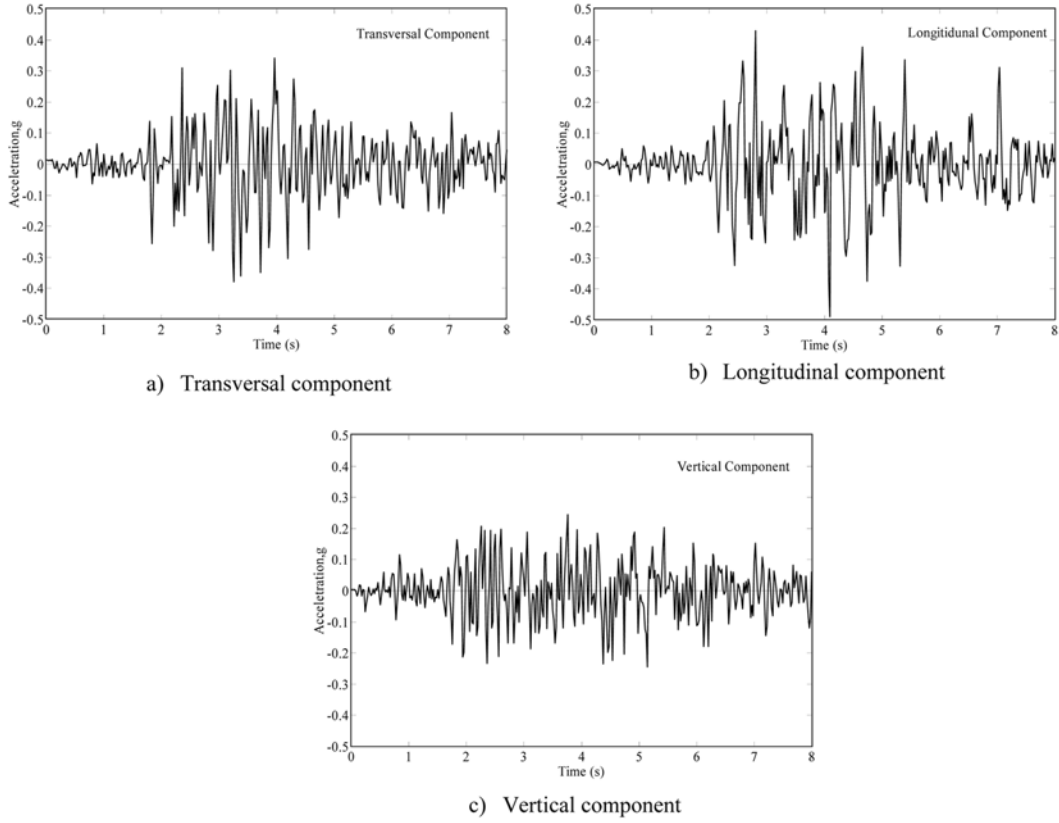 Transversal Component
0.5
0.4
0.3
0.2
0.1
0
-0.1
-0.2
-0.3
-0.4
-0.5
Acceletration,g
0 1 2 3 4 5 6 7 8
Time (s)
a) Transversal component
Longitidunal Component
0.5
0.4
0.3
0.2
0.1
0
-0.1
-0.2
-0.3
-0.4
-0.5
Acceletration,g
0 1 2 3 4 5 6 7 8
Time (s)
b) Longitudinal component
Vertical Component
0.5
0.4
0.3
0.2
0.1
0
-0.1
-0.2
-0.3
-0.4
-0.5
Acceletration,g
0 1 2 3 4 5 6 7 8
Time (s)
c) Vertical component